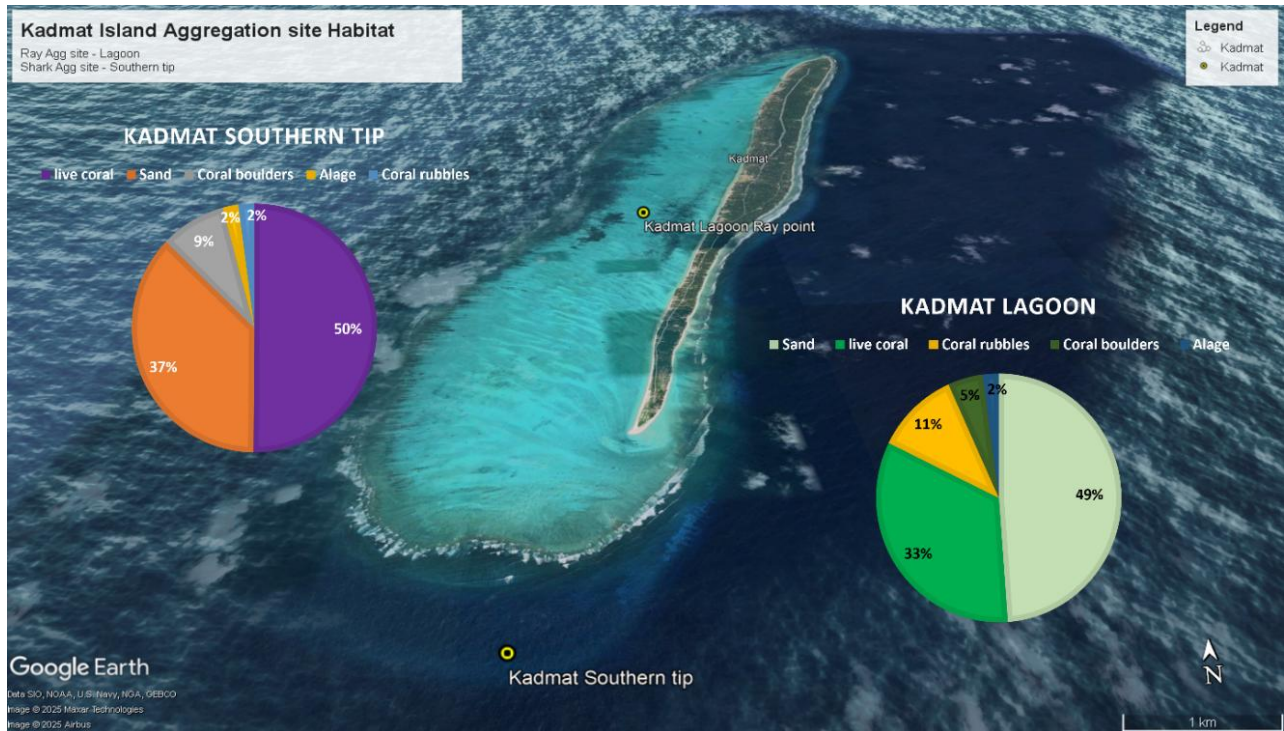 Kadmat Island Aggregation site Habitat
Ray Agg site - Lagoon
Shark Agg site - Southern tip
Legend
Kadmat
Kadmat
KADMAT SOUTHERN TIP
live coral Sand Coral boulders Alage Coral rubbles
2% 2%
9%
50%
37%
Kadmat
Kadmat Lagoon Ray point
KADMAT LAGOON
Sand live coral Coral rubbles Coral boulders Alage
5% 2%
11%
49%
33%
Kadmat Southern tip
Google Earth
Data SIO, NOAA, U.S. Navy, NGA, GEBCO
Image © 2025 Maxar Technologies
Image © 2025 Airbus
N
1 km